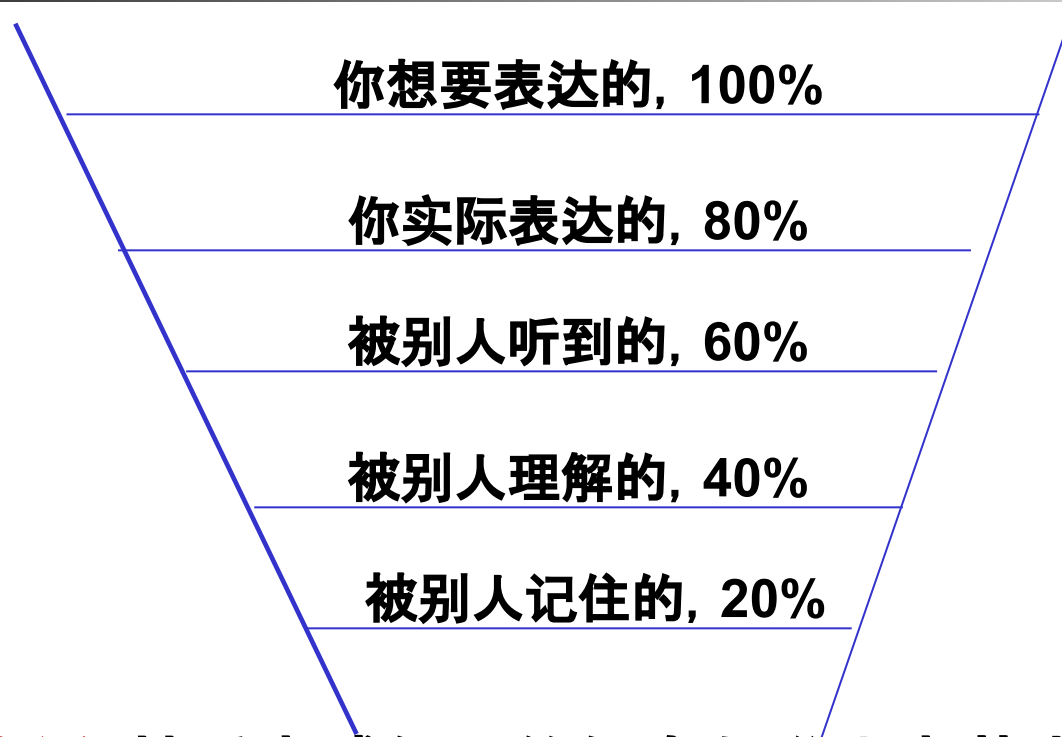 你想要表达的, 100%
你实际表达的, 80%
被别人听到的, 60%
被别人理解的, 40%
被别人记住的, 20%